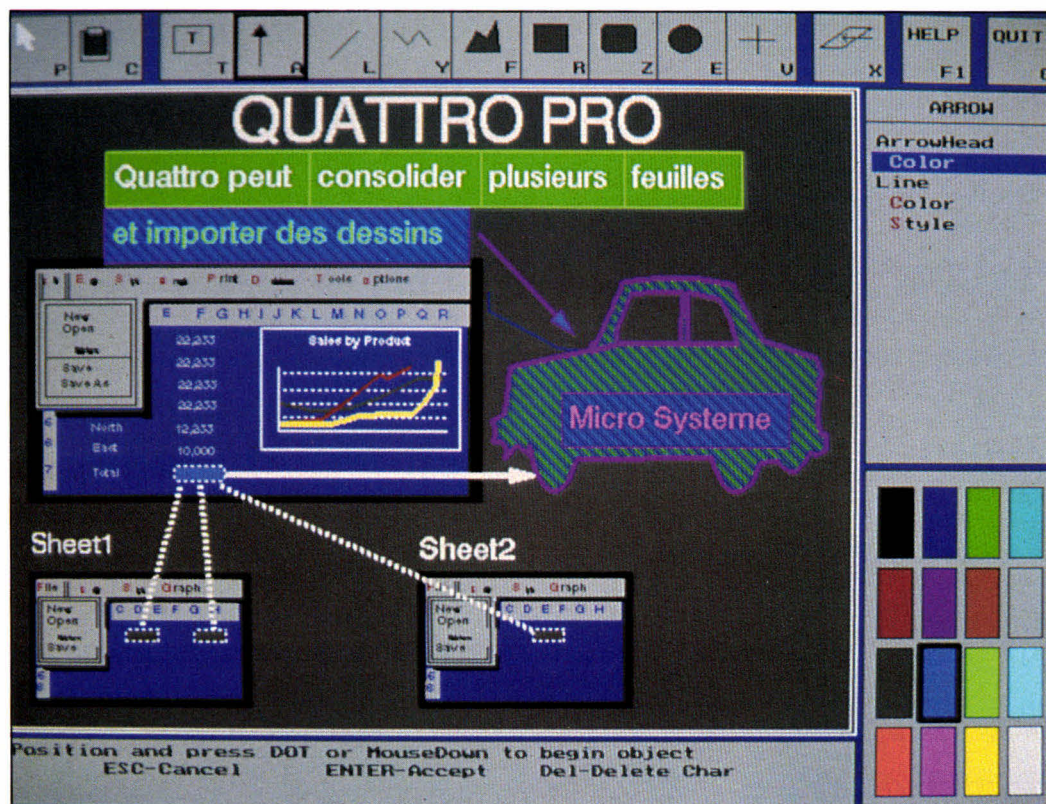 P C T A L Y F R Z E V X HELP F1 QUIT
ARROW
ArrowHead
Color
Line
Color
Style
QUATTRO PRO
Quattro peut consolider plusieurs feuilles
et importer des dessins
Print Tools
New
Open
Save
Save As
E F G H I J K L M N O P Q R
Sales by Product
22,233
22,233
22,233
22,233
North 12,233
East 10,000
7 Total
Micro Systeme
Sheet1
Sheet2
File Graph
New
Open
Save
C D E F G H
Graph
New
Open
Save
C D E F G H
Position and press DOT or MouseDown to begin object
ESC-Cancel ENTER-Accept Del-Delete Char